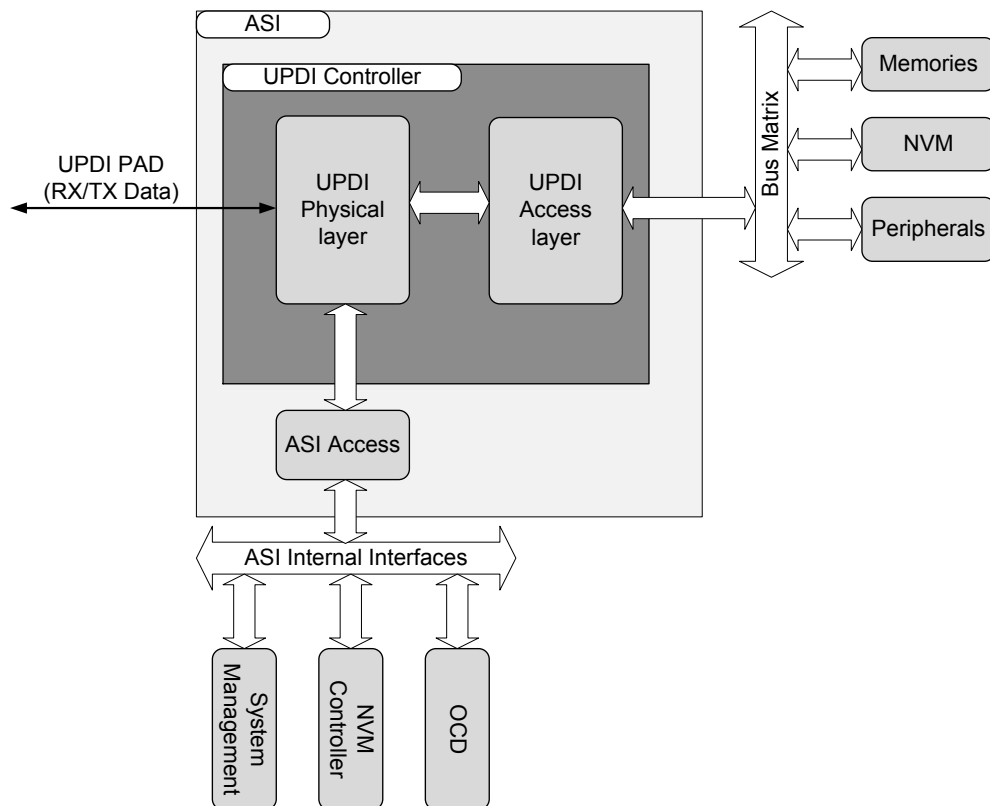 ASI
UPDI Controller
UPDI PAD
(RX/TX Data)
UPDI
Physical
layer
UPDI
Access
layer
Bus Matrix
Memories
NVM
Peripherals
ASI Access
ASI Internal Interfaces
System
Management
NVM
Controller
OCD